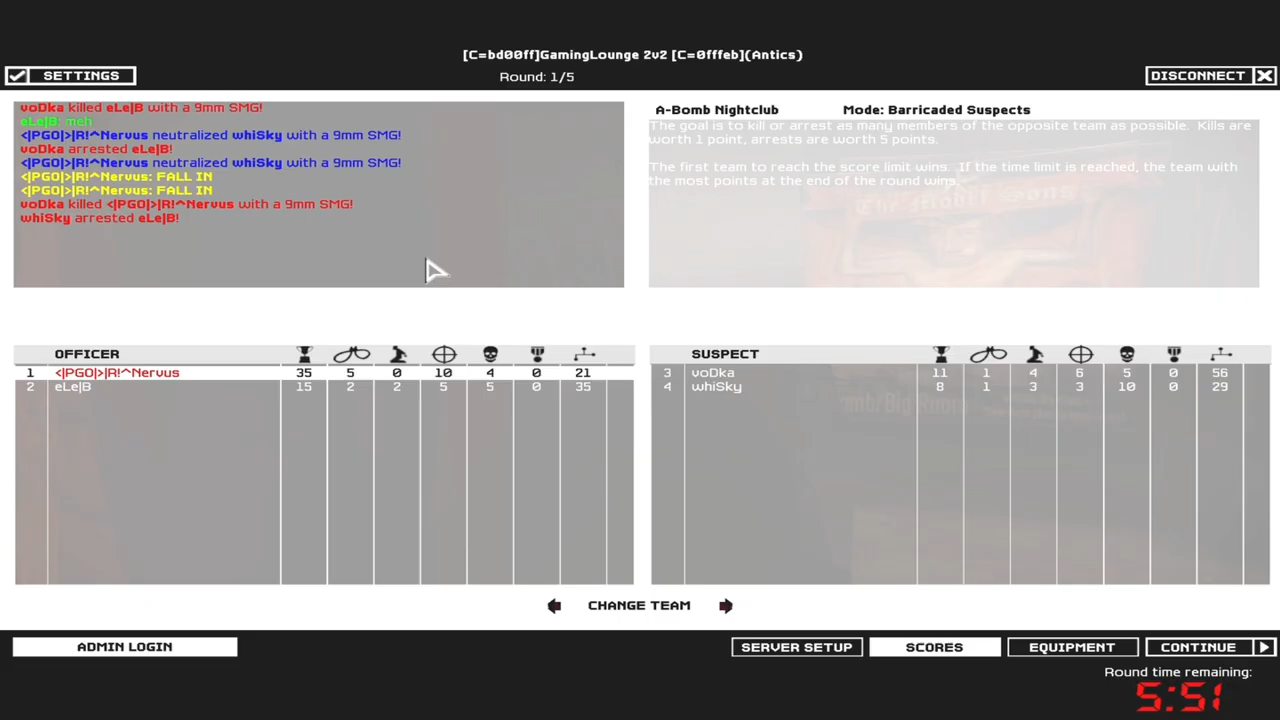 [C=bd00ff]GamingLounge 2v2 [C=0fffeb](Antics)
SETTINGS
Round: 1/5
DISCONNECT
voDka killed eLe|B with a 9mm SMG!
eLe|B: meh
<|PGO|>|R!^Nervus neutralized whiSky with a 9mm SMG!
voDka arrested eLe|B!
<|PGO|>|R!^Nervus neutralized whiSky with a 9mm SMG!
<|PGO|>|R!^Nervus: FALL IN
<|PGO|>|R!^Nervus: FALL IN
voDka killed <|PGO|>|R!^Nervus with a 9mm SMG!
whiSky arrested eLe|B!
A-Bomb Nightclub Mode: Barricaded Suspects
The goal is to kill or arrest as many members of the opposite team as possible. Kills are
worth 1 point, arrests are worth 5 points.
The first team to reach the score limit wins. If the time limit is reached, the team with
the most points at the end of the round wins.
OFFICER
1 <|PGO|>|R!^Nervus 35 5 0 10 4 0 21
2 eLe|B 15 2 2 5 5 0 35
SUSPECT
3 voDka 11 1 4 6 5 0 56
4 whiSky 8 1 3 3 10 0 29
CHANGE TEAM
ADMIN LOGIN
SERVER SETUP
SCORES
EQUIPMENT
CONTINUE
Round time remaining:
5:51